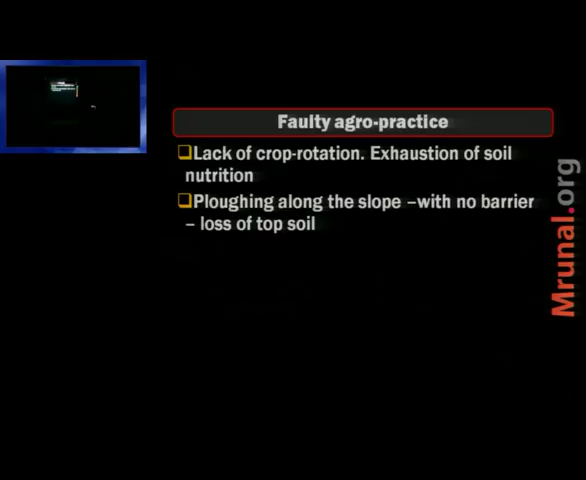 Faulty agro-practice
❑Lack of crop-rotation. Exhaustion of soil
nutrition
❑Ploughing along the slope –with no barrier
– loss of top soil
Mrunal.org